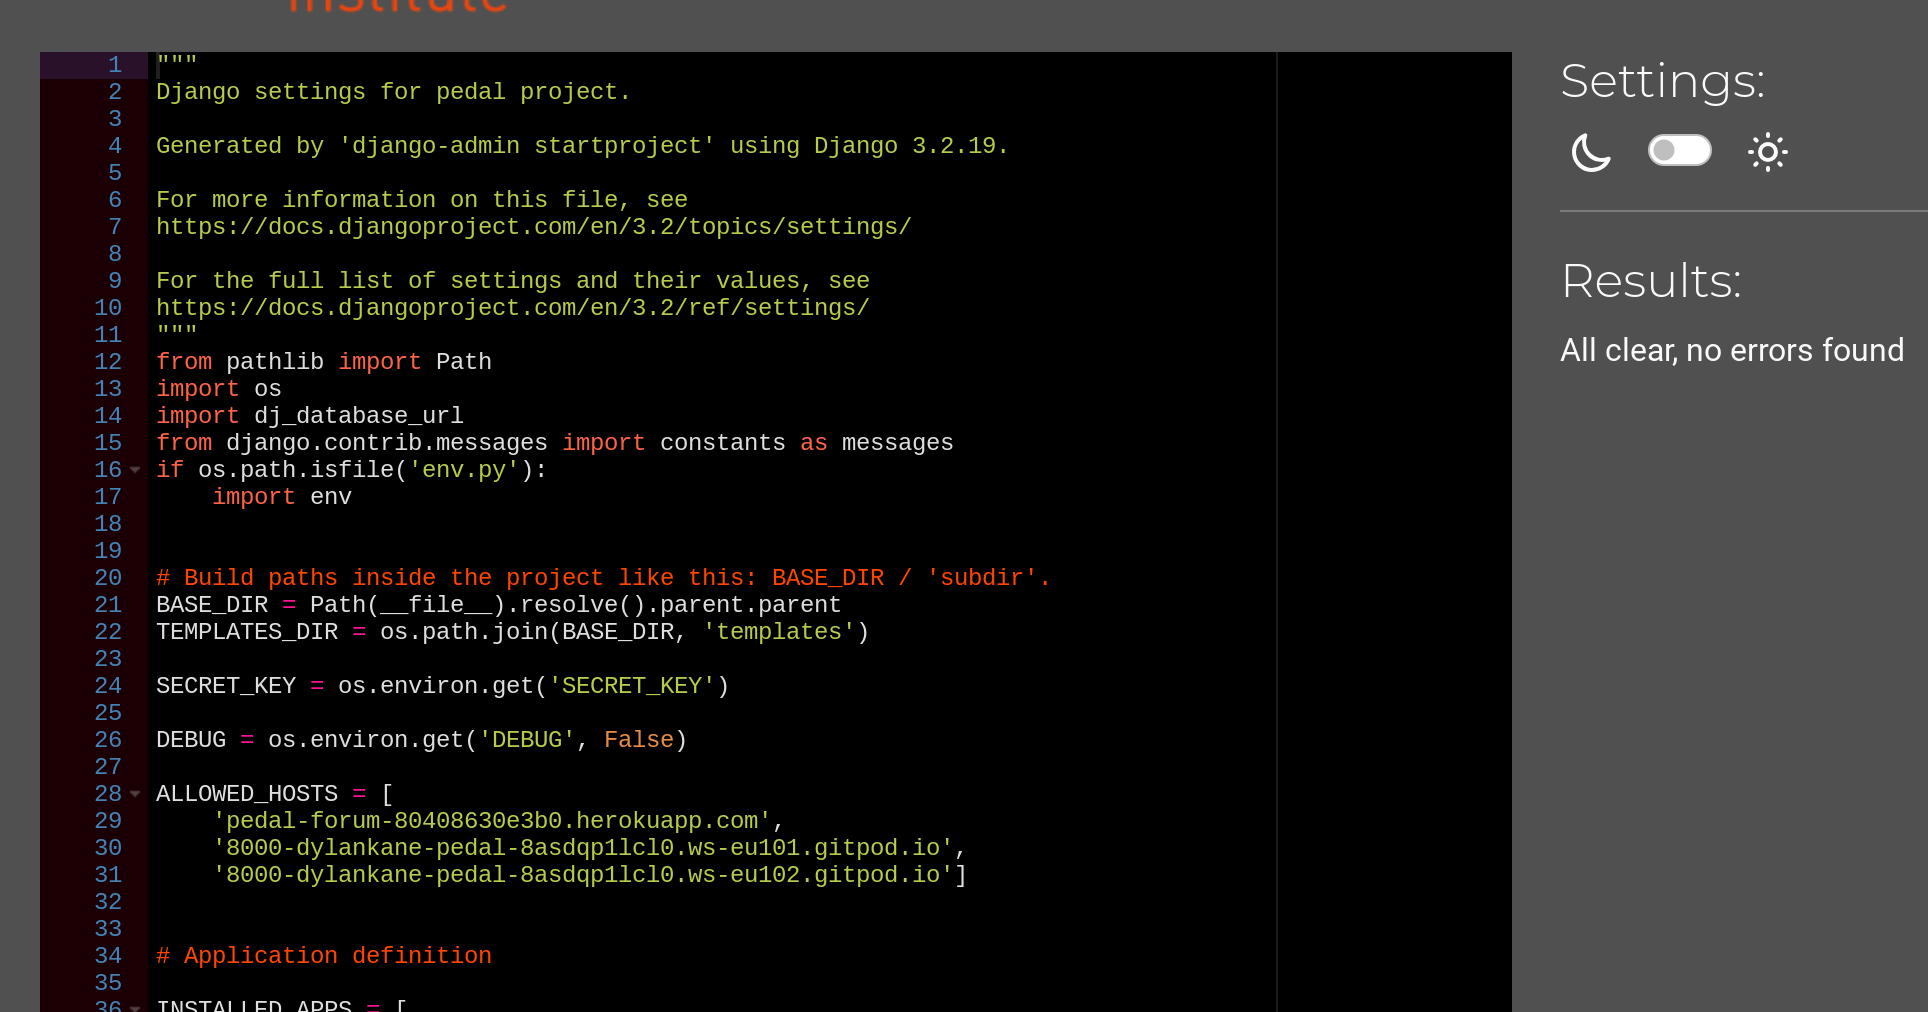 institute
1 """
2 Django settings for pedal project.
3
4 Generated by 'django-admin startproject' using Django 3.2.19.
5
6 For more information on this file, see
7 https://docs.djangoproject.com/en/3.2/topics/settings/
8
9 For the full list of settings and their values, see
10 https://docs.djangoproject.com/en/3.2/ref/settings/
11 """
12 from pathlib import Path
13 import os
14 import dj_database_url
15 from django.contrib.messages import constants as messages
16 if os.path.isfile('env.py'):
17     import env
18
19
20 # Build paths inside the project like this: BASE_DIR / 'subdir'.
21 BASE_DIR = Path(__file__).resolve().parent.parent
22 TEMPLATES_DIR = os.path.join(BASE_DIR, 'templates')
23
24 SECRET_KEY = os.environ.get('SECRET_KEY')
25
26 DEBUG = os.environ.get('DEBUG', False)
27
28 ALLOWED_HOSTS = [
29     'pedal-forum-80408630e3b0.herokuapp.com',
30     '8000-dylankane-pedal-8asdqp1lcl0.ws-eu101.gitpod.io',
31     '8000-dylankane-pedal-8asdqp1lcl0.ws-eu102.gitpod.io']
32
33
34 # Application definition
35
36 INSTALLED_APPS = [
Settings:
Results:
All clear, no errors found